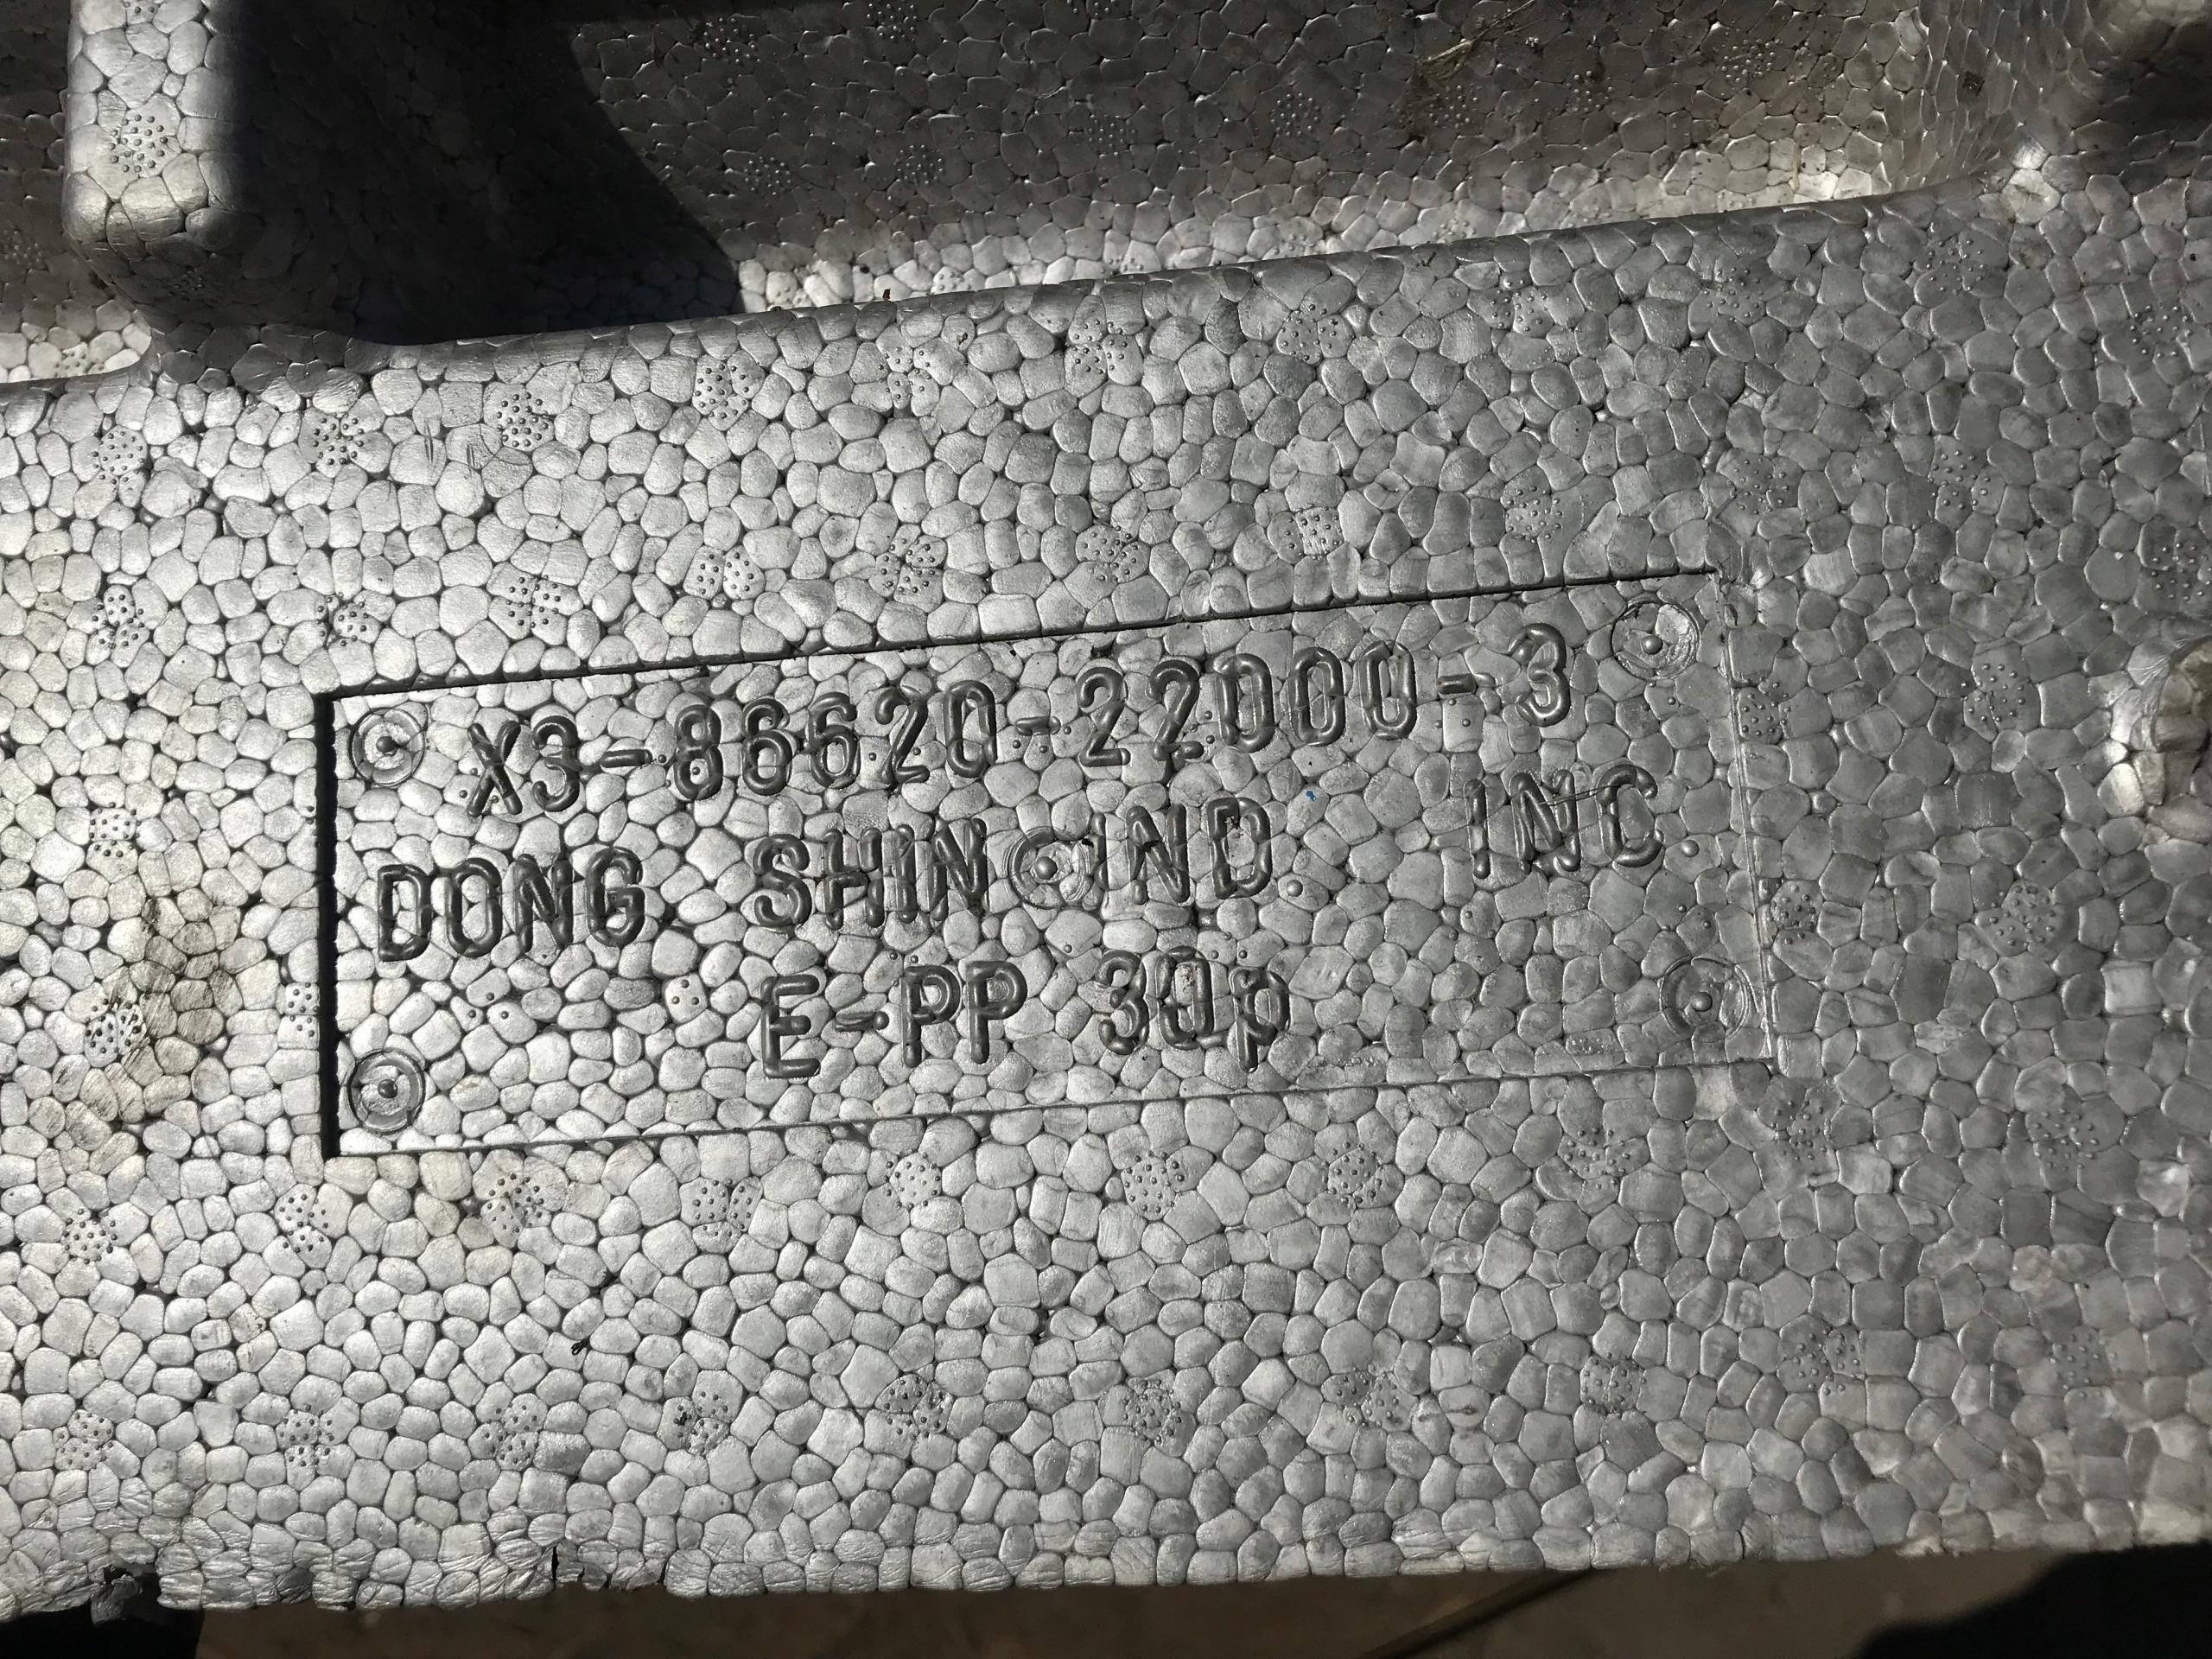 X3-86620-22000-3
DONG SHIN IND INC.
E-PP 30p